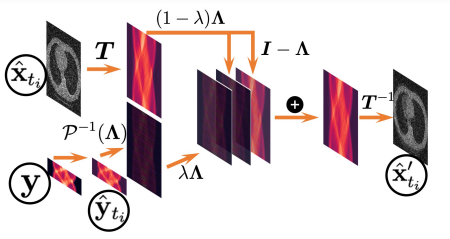 (1 − λ)Λ
T
I − Λ
x̂_{t_i}
𝒫^{−1}(Λ)
+
T^{−1}
λΛ
y
ŷ_{t_i}
x̂′_{t_i}